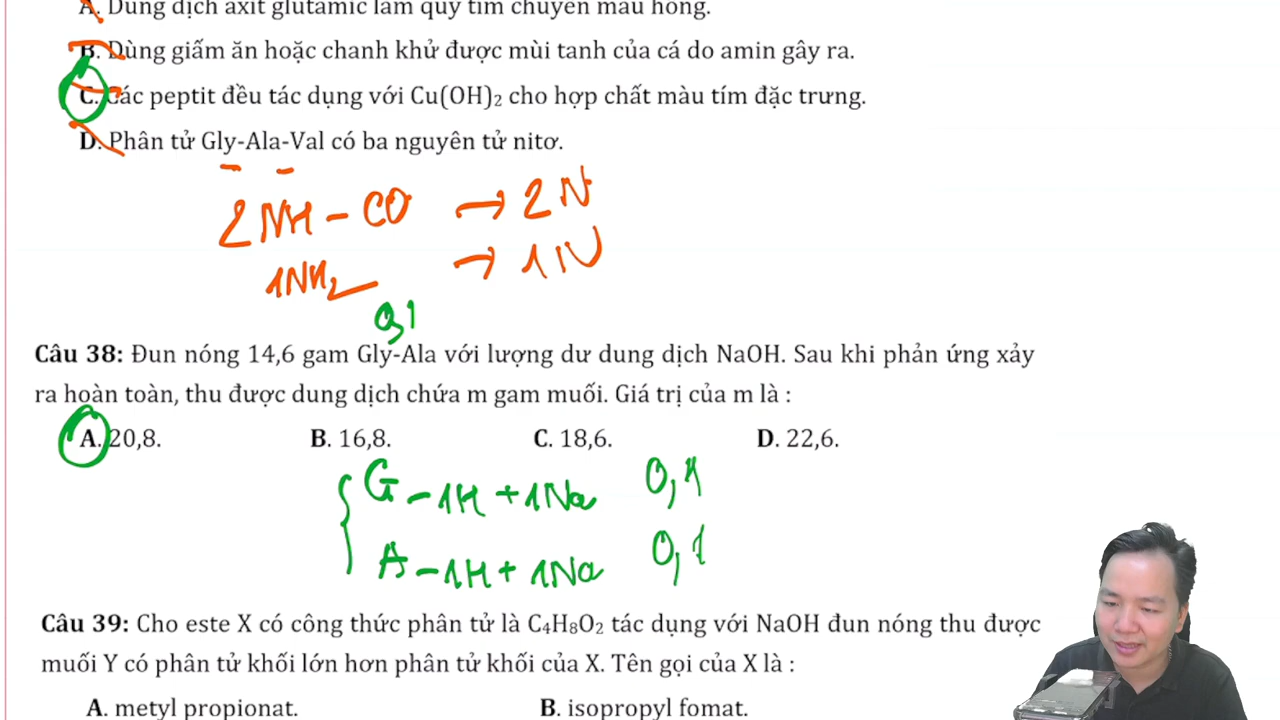 A. Dung dịch axit glutamic làm quỳ tím chuyển màu hồng.
B. Dùng giấm ăn hoặc chanh khử được mùi tanh của cá do amin gây ra.
C. Các peptit đều tác dụng với Cu(OH)₂ cho hợp chất màu tím đặc trưng.
D. Phân tử Gly-Ala-Val có ba nguyên tử nitơ.
2NH - CO → 2N
1NH₂ → 1N
0,1
Câu 38: Đun nóng 14,6 gam Gly-Ala với lượng dư dung dịch NaOH. Sau khi phản ứng xảy
ra hoàn toàn, thu được dung dịch chứa m gam muối. Giá trị của m là :
A. 20,8. B. 16,8. C. 18,6. D. 22,6.
G - 1H + 1Na 0,1
A - 1H + 1Na 0,1
Câu 39: Cho este X có công thức phân tử là C₄H₈O₂ tác dụng với NaOH đun nóng thu được
muối Y có phân tử khối lớn hơn phân tử khối của X. Tên gọi của X là :
A. metyl propionat. B. isopropyl fomat.